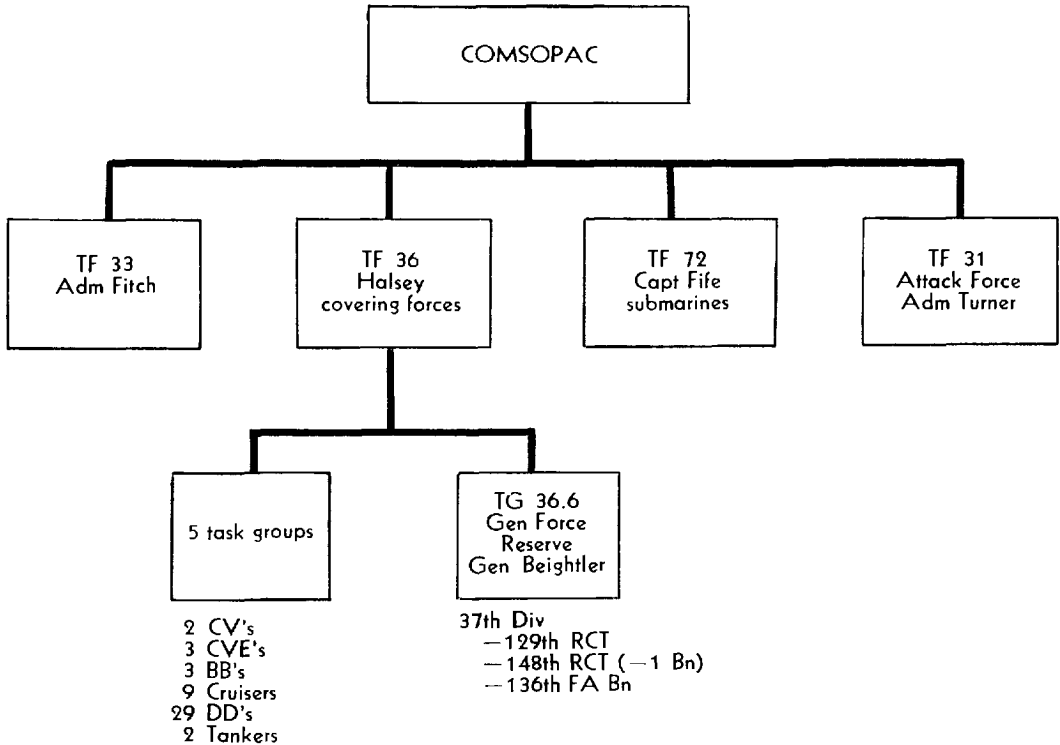 COMSOPAC
TF 33
Adm Fitch
TF 36
Halsey
covering forces
TF 72
Capt Fife
submarines
TF 31
Attack Force
Adm Turner
5 task groups
TG 36.6
Gen Force
Reserve
Gen Beightler
2 CV's
3 CVE's
3 BB's
9 Cruisers
29 DD's
2 Tankers
37th Div
—129th RCT
—148th RCT (—1 Bn)
—136th FA Bn